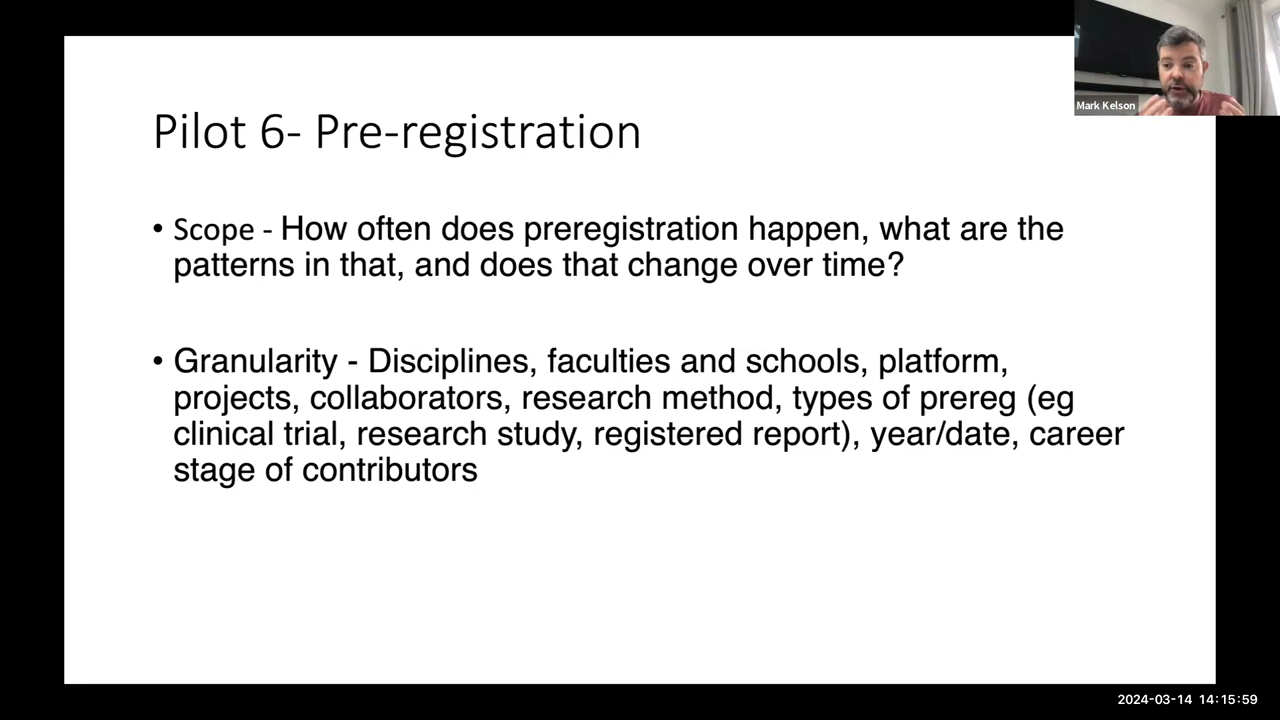 Pilot 6- Pre-registration
• Scope - How often does preregistration happen, what are the
patterns in that, and does that change over time?
• Granularity - Disciplines, faculties and schools, platform,
projects, collaborators, research method, types of prereg (eg
clinical trial, research study, registered report), year/date, career
stage of contributors
Mark Kelson
2024-03-14 14:15:59